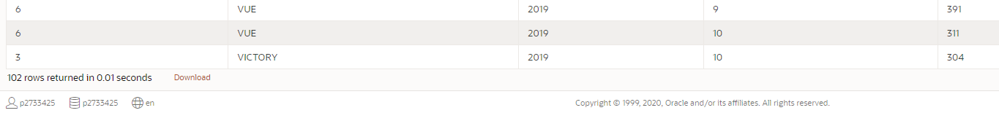 6 VUE 2019 9 391
6 VUE 2019 10 311
3 VICTORY 2019 10 304
102 rows returned in 0.01 seconds Download
p2733425 p2733425 en Copyright © 1999, 2020, Oracle and/or its affiliates. All rights reserved.